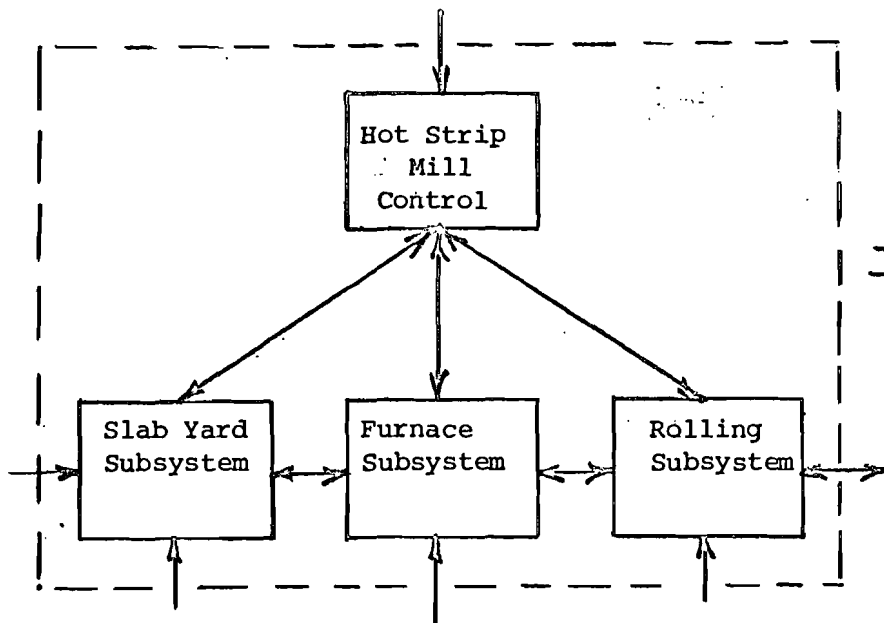 Hot Strip
Mill
Control
Slab Yard
Subsystem
Furnace
Subsystem
Rolling
Subsystem